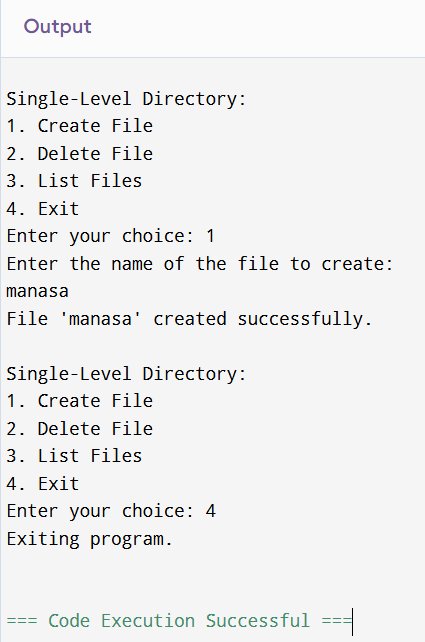 Output
Single-Level Directory:
1. Create File
2. Delete File
3. List Files
4. Exit
Enter your choice: 1
Enter the name of the file to create:
manasa
File 'manasa' created successfully.
Single-Level Directory:
1. Create File
2. Delete File
3. List Files
4. Exit
Enter your choice: 4
Exiting program.
=== Code Execution Successful ===